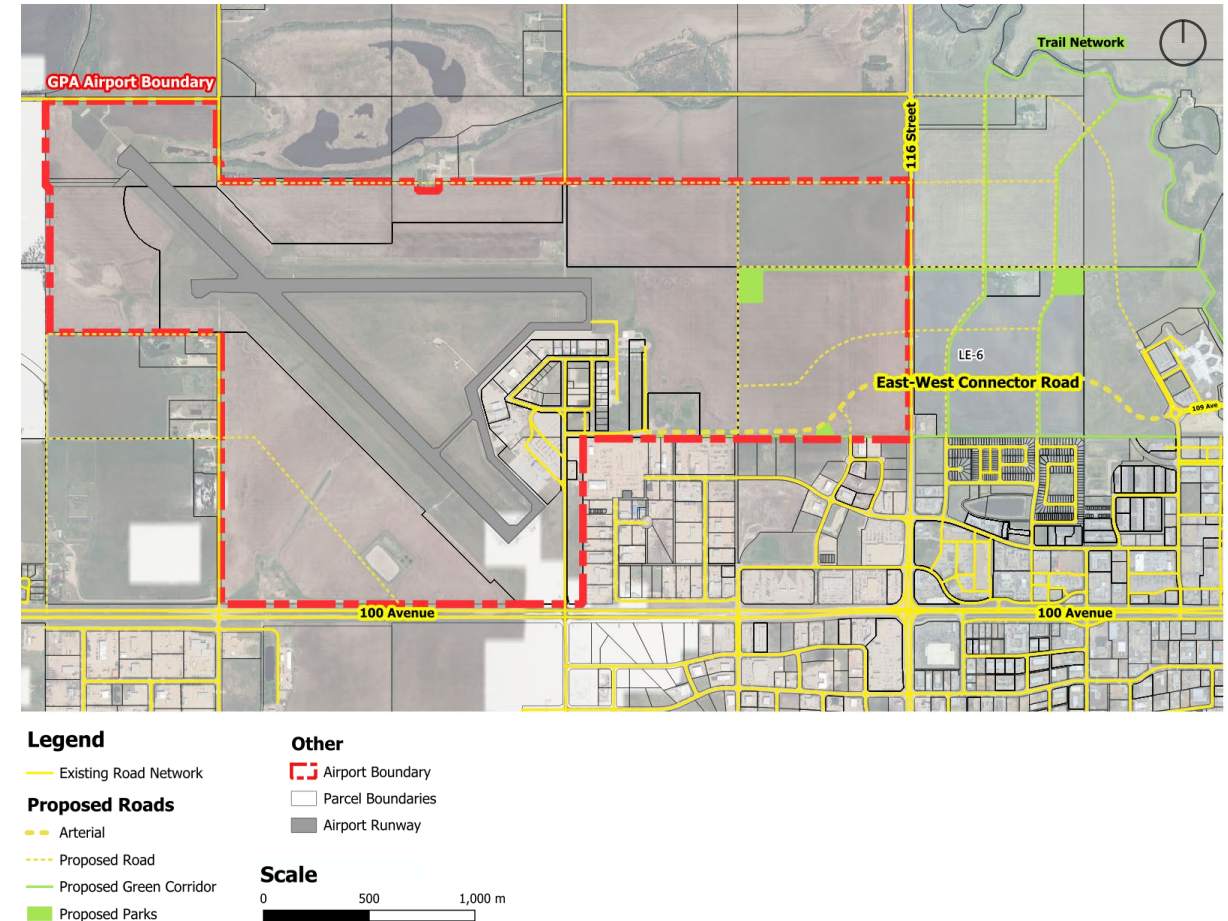 Trail Network
GPA Airport Boundary
116 Street
LE-6
East-West Connector Road
109 Ave
100 Avenue
100 Avenue
Legend
Existing Road Network
Proposed Roads
Arterial
Proposed Road
Proposed Green Corridor
Proposed Parks
Other
Airport Boundary
Parcel Boundaries
Airport Runway
Scale
0 500 1,000 m